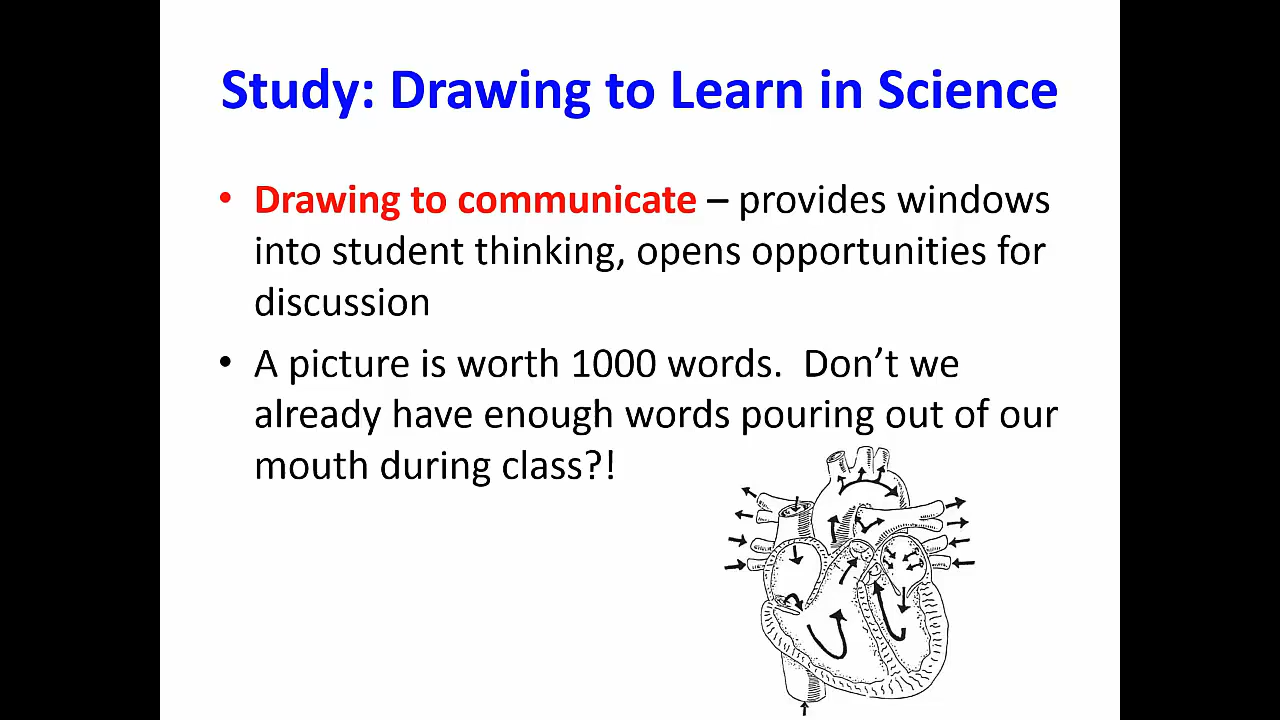 Study: Drawing to Learn in Science
• Drawing to communicate – provides windows
into student thinking, opens opportunities for
discussion
• A picture is worth 1000 words.  Don’t we
already have enough words pouring out of our
mouth during class?!